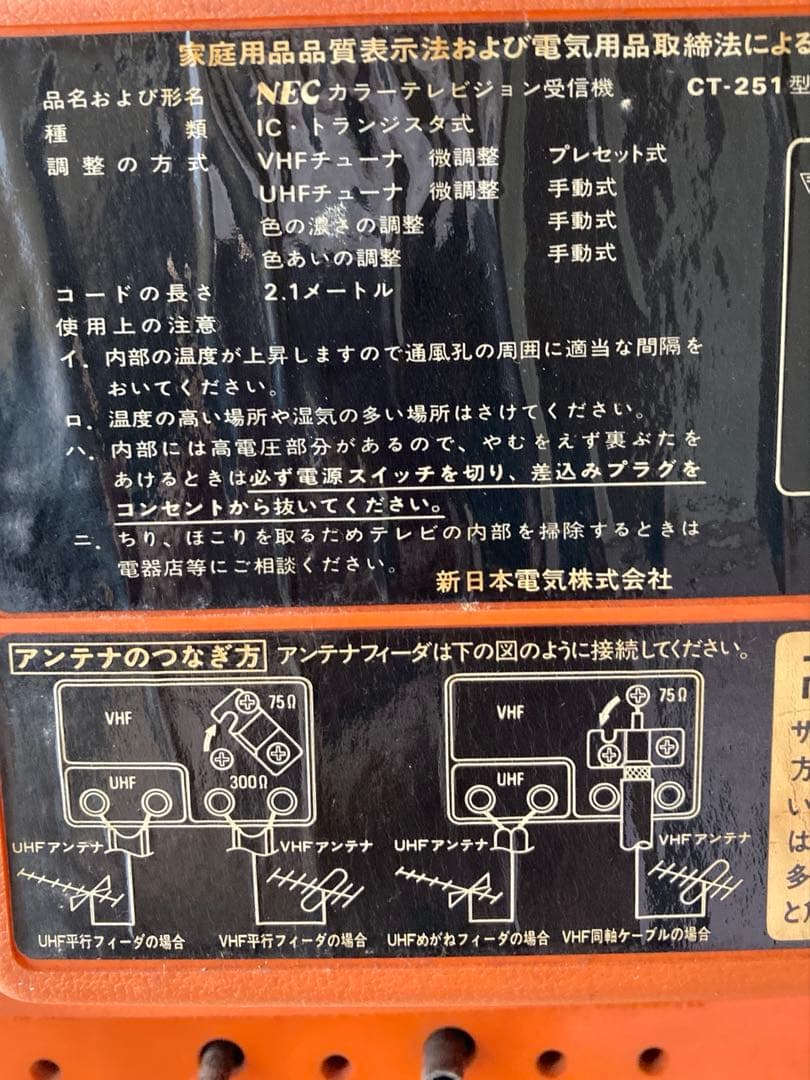 家庭用品品質表示法および電気用品取締法による
品名および形名 NEC カラーテレビジョン受信機 CT-251型
種類 IC・トランジスタ式
調整の方式 VHFチューナ 微調整 プレセット式
UHFチューナ 微調整 手動式
色の濃さの調整 手動式
色あいの調整 手動式
コードの長さ 2.1メートル
使用上の注意
イ. 内部の温度が上昇しますので通風孔の周囲に適当な間隔を
おいてください。
ロ. 温度の高い場所や湿気の多い場所はさけてください。
ハ. 内部には高電圧部分があるので、やむをえず裏ぶたを
あけるときは必ず電源スイッチを切り、差込みプラグを
コンセントから抜いてください。
ニ. ちり、ほこりを取るためテレビの内部を掃除するときは
電器店等にご相談ください。
新日本電気株式会社
アンテナのつなぎ方 アンテナフィーダは下の図のように接続してください。
VHF 75Ω
UHF 300Ω
UHFアンテナ VHFアンテナ
UHF平行フィーダの場合 VHF平行フィーダの場合
VHF 75Ω
UHF
UHFアンテナ VHFアンテナ
UHFめがねフィーダの場合 VHF同軸ケーブルの場合
サ
方
い
は
多
と